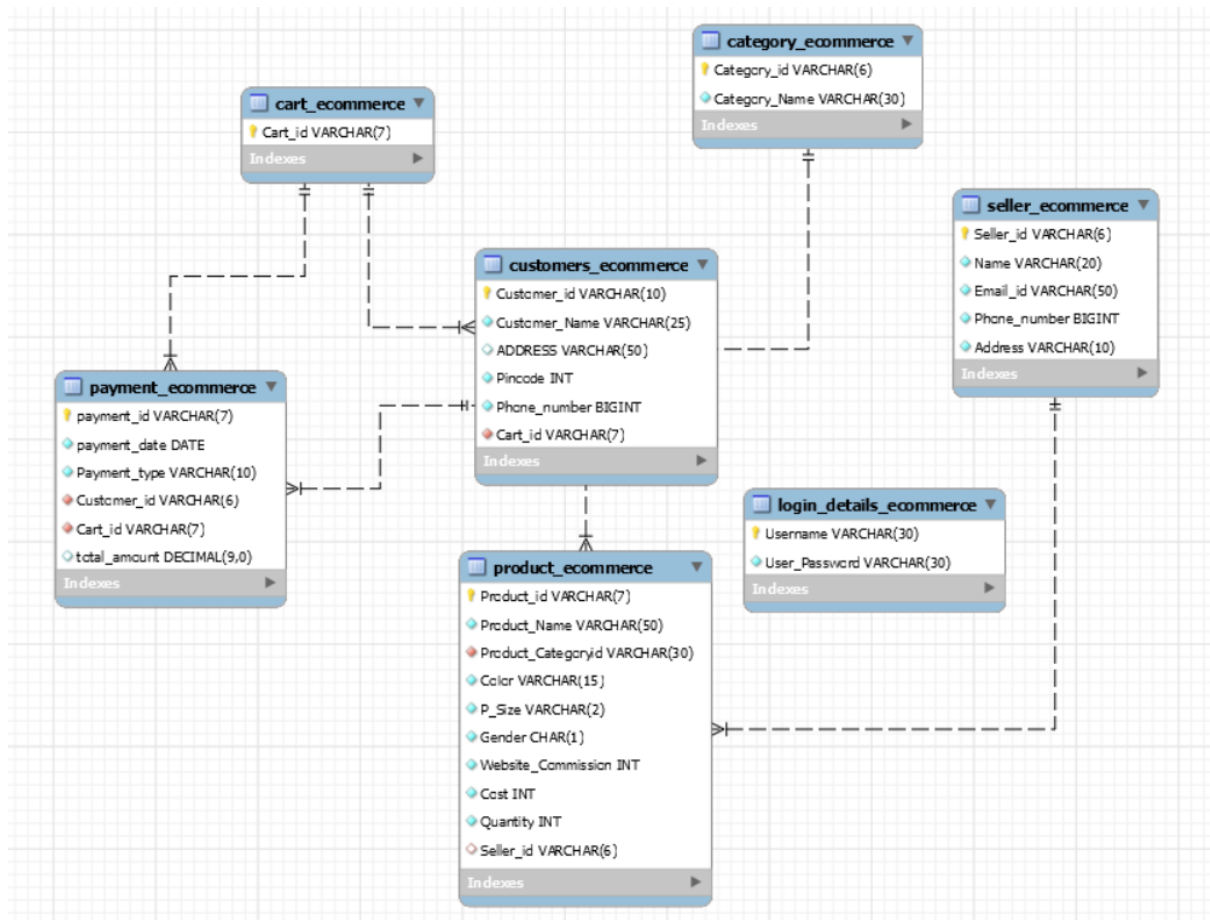 category_ecommerce
Category_id VARCHAR(6)
Category_Name VARCHAR(30)
Indexes
cart_ecommerce
Cart_id VARCHAR(7)
Indexes
seller_ecommerce
Seller_id VARCHAR(6)
Name VARCHAR(20)
Email_id VARCHAR(50)
Phone_number BIGINT
Address VARCHAR(10)
Indexes
customers_ecommerce
Customer_id VARCHAR(10)
Customer_Name VARCHAR(25)
ADDRESS VARCHAR(50)
Pincode INT
Phone_number BIGINT
Cart_id VARCHAR(7)
Indexes
payment_ecommerce
payment_id VARCHAR(7)
payment_date DATE
Payment_type VARCHAR(10)
Customer_id VARCHAR(6)
Cart_id VARCHAR(7)
total_amount DECIMAL(9,0)
Indexes
login_details_ecommerce
Username VARCHAR(30)
User_Password VARCHAR(30)
Indexes
product_ecommerce
Product_id VARCHAR(7)
Product_Name VARCHAR(50)
Product_Categoryid VARCHAR(30)
Color VARCHAR(15)
P_Size VARCHAR(2)
Gender CHAR(1)
Website_Commission INT
Cost INT
Quantity INT
Seller_id VARCHAR(6)
Indexes